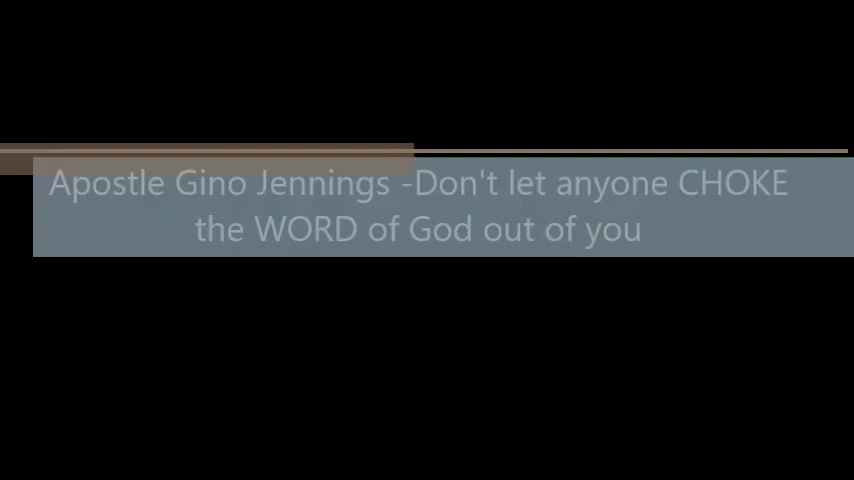 Apostle Gino Jennings -Don't let anyone CHOKE
the WORD of God out of you